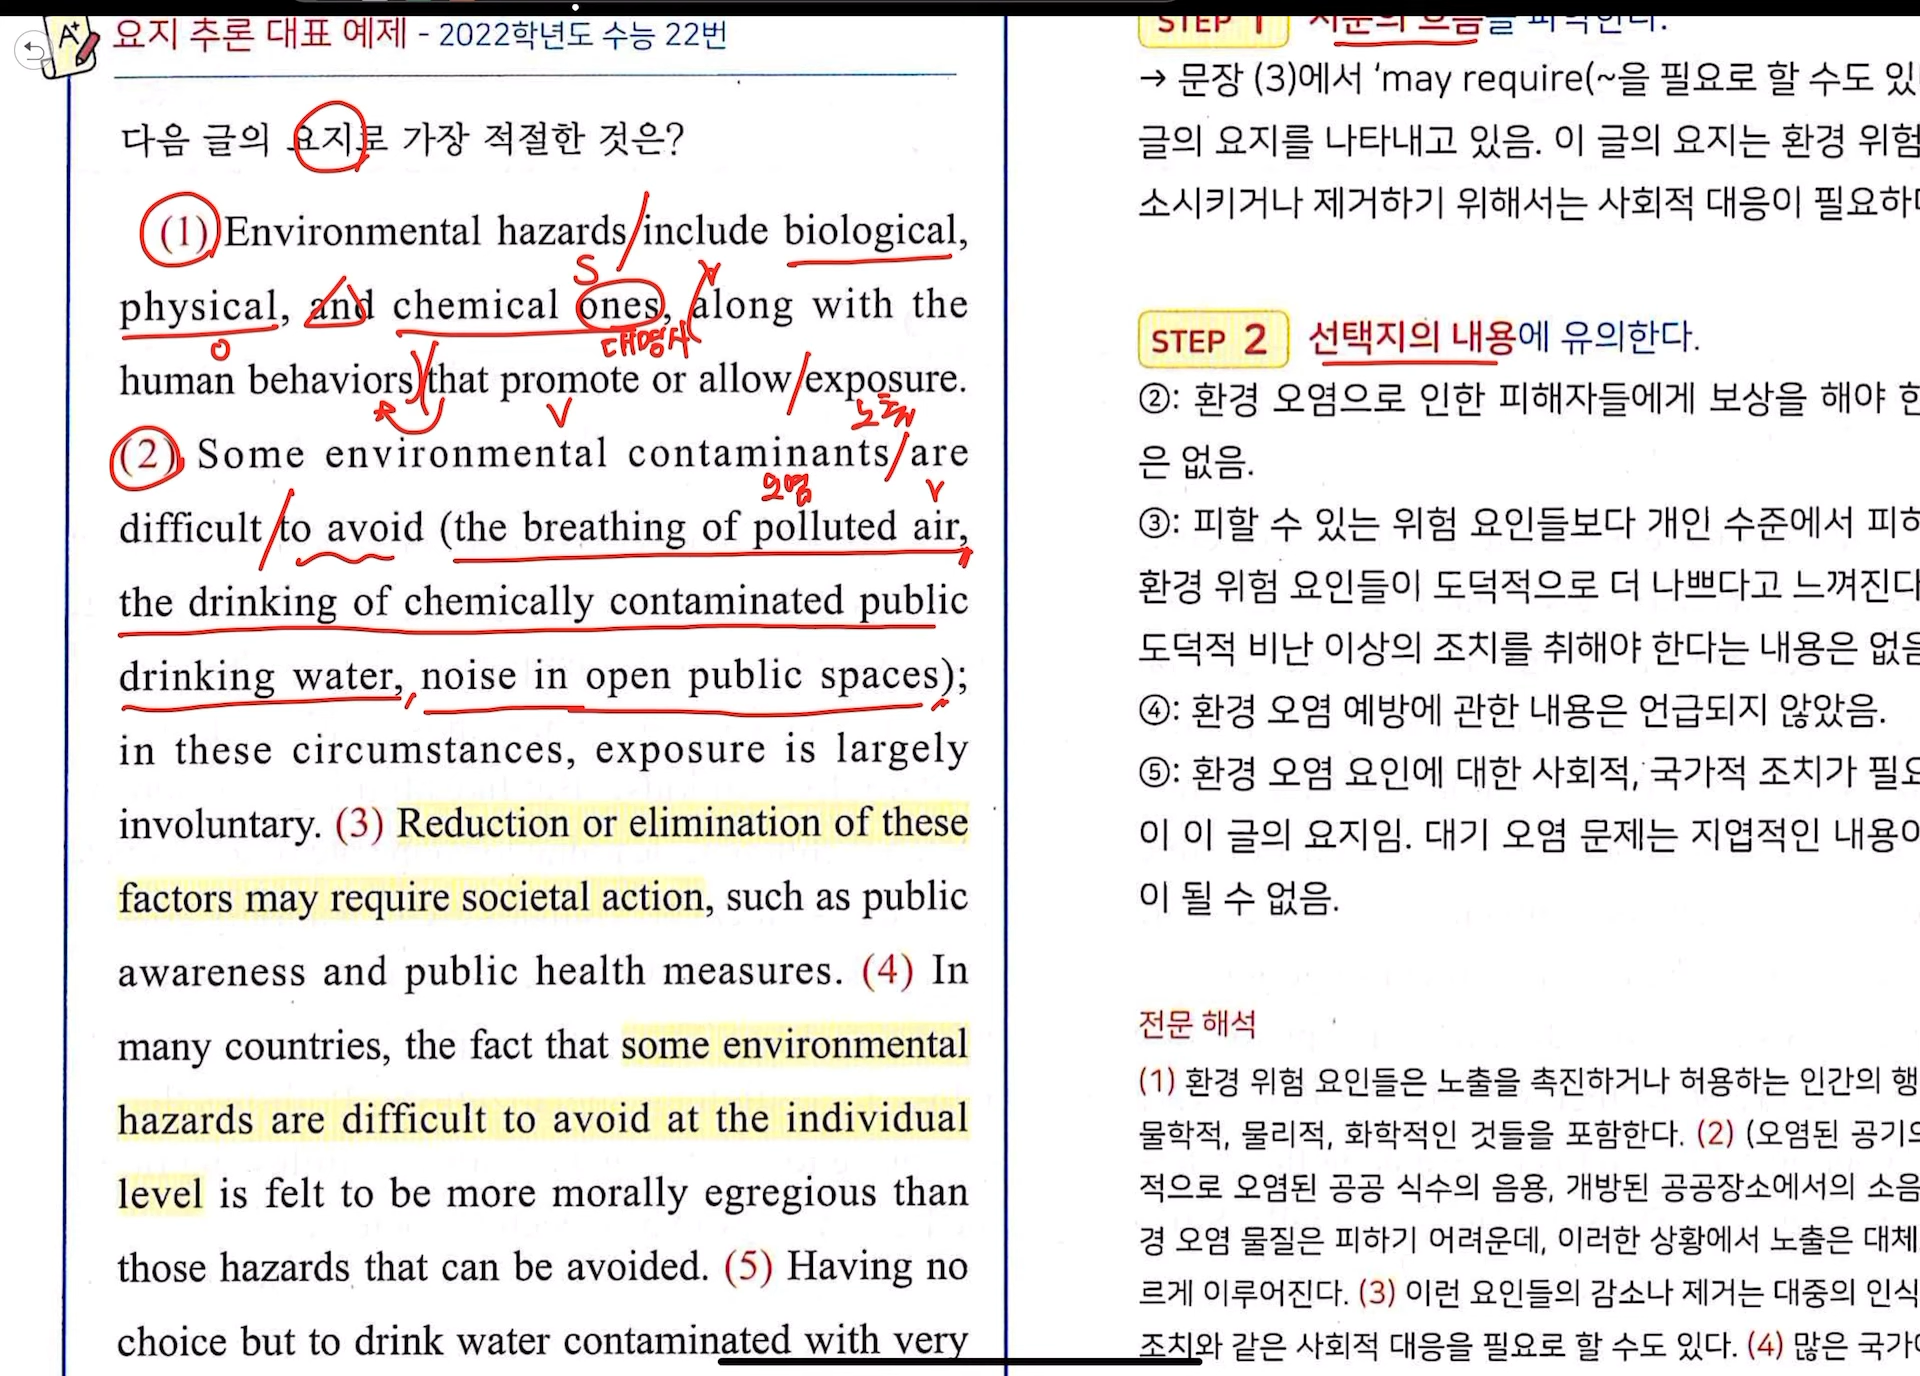 A+
요지 추론 대표 예제 - 2022학년도 수능 22번
다음 글의 요지로 가장 적절한 것은?
(1) Environmental hazards include biological,
S
physical, and chemical ones, along with the
O 대명사
human behaviors that promote or allow exposure.
V 노출
(2) Some environmental contaminants are
오염 V
difficult to avoid (the breathing of polluted air,
the drinking of chemically contaminated public
drinking water, noise in open public spaces);
in these circumstances, exposure is largely
involuntary. (3) Reduction or elimination of these
factors may require societal action, such as public
awareness and public health measures. (4) In
many countries, the fact that some environmental
hazards are difficult to avoid at the individual
level is felt to be more morally egregious than
those hazards that can be avoided. (5) Having no
choice but to drink water contaminated with very
STEP 1 지문의 흐름을 파악한다.
→ 문장 (3)에서 ‘may require(~을 필요로 할 수도 있
글의 요지를 나타내고 있음. 이 글의 요지는 환경 위험
소시키거나 제거하기 위해서는 사회적 대응이 필요하
STEP 2 선택지의 내용에 유의한다.
②: 환경 오염으로 인한 피해자들에게 보상을 해야 한
은 없음.
③: 피할 수 있는 위험 요인들보다 개인 수준에서 피하
환경 위험 요인들이 도덕적으로 더 나쁘다고 느껴진다
도덕적 비난 이상의 조치를 취해야 한다는 내용은 없음
④: 환경 오염 예방에 관한 내용은 언급되지 않았음.
⑤: 환경 오염 요인에 대한 사회적, 국가적 조치가 필요
이 이 글의 요지임. 대기 오염 문제는 지엽적인 내용이
이 될 수 없음.
전문 해석
(1) 환경 위험 요인들은 노출을 촉진하거나 허용하는 인간의 행
물학적, 물리적, 화학적인 것들을 포함한다. (2) (오염된 공기의
적으로 오염된 공공 식수의 음용, 개방된 공공장소에서의 소음
경 오염 물질은 피하기 어려운데, 이러한 상황에서 노출은 대체
르게 이루어진다. (3) 이런 요인들의 감소나 제거는 대중의 인식
조치와 같은 사회적 대응을 필요로 할 수도 있다. (4) 많은 국가에